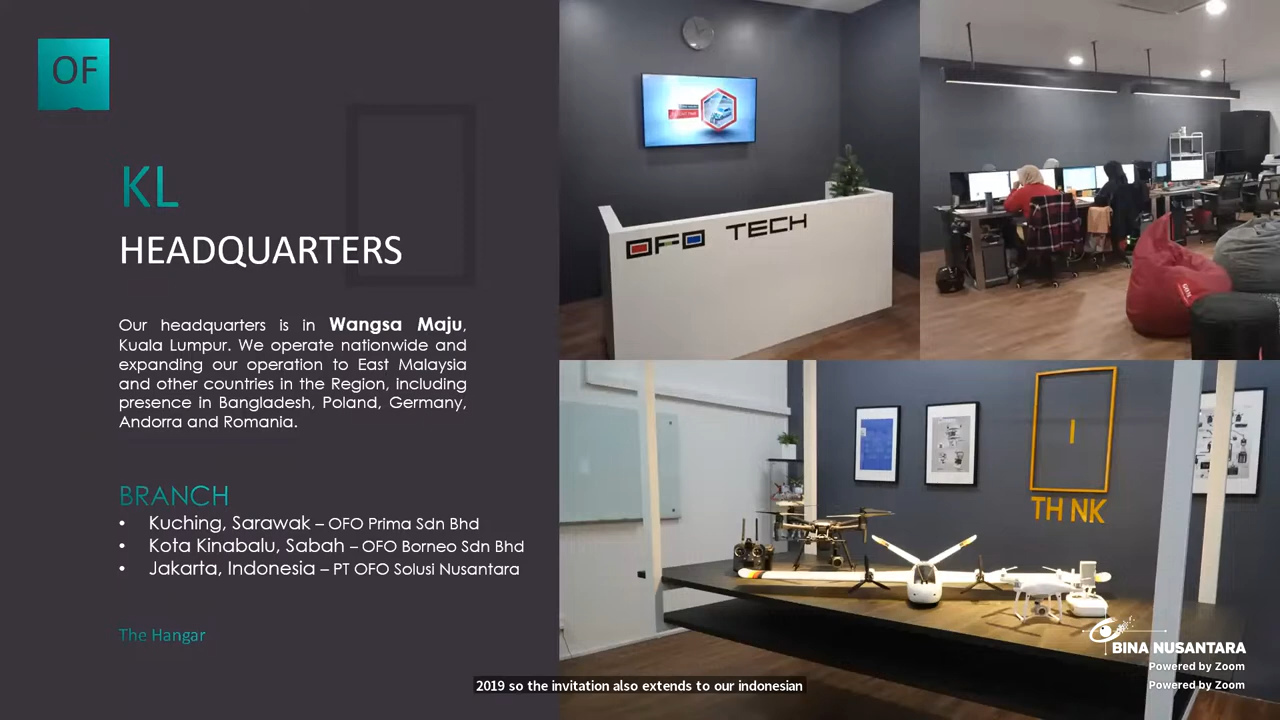 OF
KL
HEADQUARTERS
Our headquarters is in Wangsa Maju,
Kuala Lumpur. We operate nationwide and
expanding our operation to East Malaysia
and other countries in the Region, including
presence in Bangladesh, Poland, Germany,
Andorra and Romania.
BRANCH
• Kuching, Sarawak – OFO Prima Sdn Bhd
• Kota Kinabalu, Sabah – OFO Borneo Sdn Bhd
• Jakarta, Indonesia – PT OFO Solusi Nusantara
The Hangar
OFO TECH
I
TH NK
BINA NUSANTARA
Powered by Zoom
Powered by Zoom
2019 so the invitation also extends to our indonesian